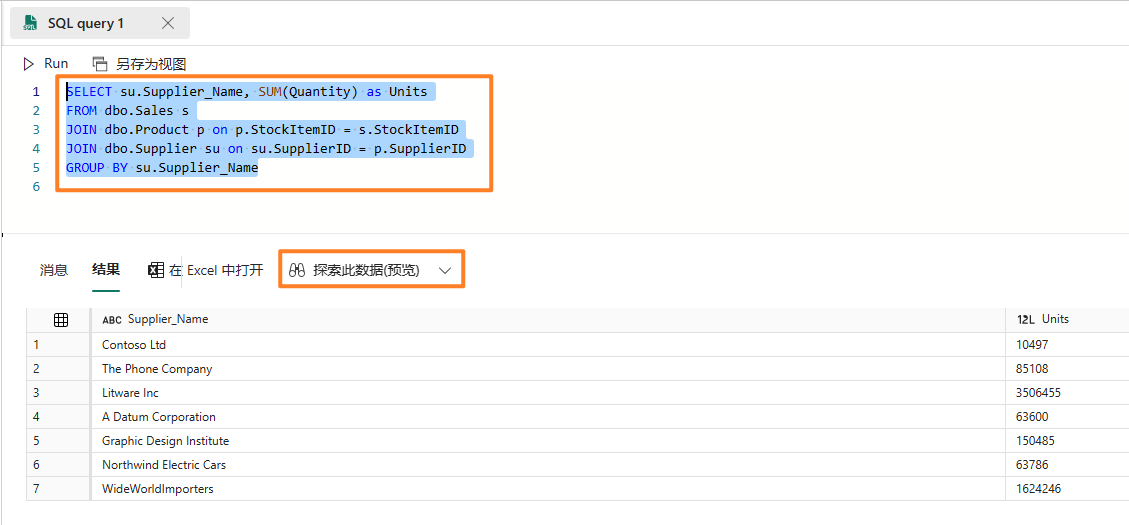 SQL query 1
Run 另存为视图
1 SELECT su.Supplier_Name, SUM(Quantity) as Units
2 FROM dbo.Sales s
3 JOIN dbo.Product p on p.StockItemID = s.StockItemID
4 JOIN dbo.Supplier su on su.SupplierID = p.SupplierID
5 GROUP BY su.Supplier_Name
6
消息 结果 在 Excel 中打开 探索此数据(预览)
ABC Supplier_Name 12L Units
1 Contoso Ltd 10497
2 The Phone Company 85108
3 Litware Inc 3506455
4 A Datum Corporation 63600
5 Graphic Design Institute 150485
6 Northwind Electric Cars 63786
7 WideWorldImporters 1624246